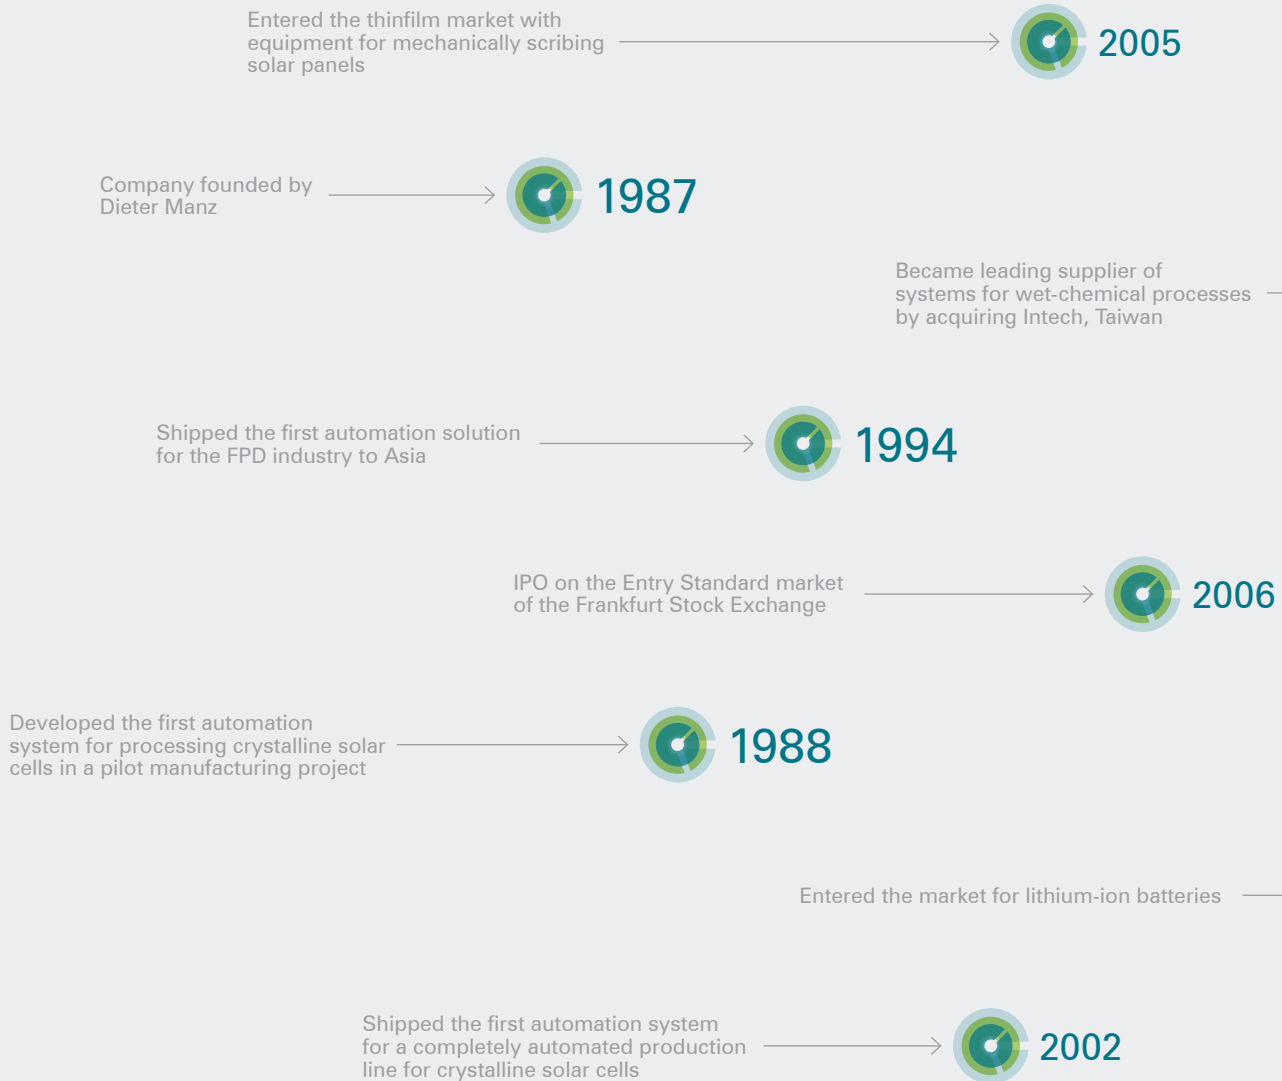 Entered the thinfilm market with
equipment for mechanically scribing
solar panels
2005
Company founded by
Dieter Manz
1987
Became leading supplier of
systems for wet-chemical processes
by acquiring Intech, Taiwan
Shipped the first automation solution
for the FPD industry to Asia
1994
IPO on the Entry Standard market
of the Frankfurt Stock Exchange
2006
Developed the first automation
system for processing crystalline solar
cells in a pilot manufacturing project
1988
Entered the market for lithium-ion batteries
Shipped the first automation system
for a completely automated production
line for crystalline solar cells
2002